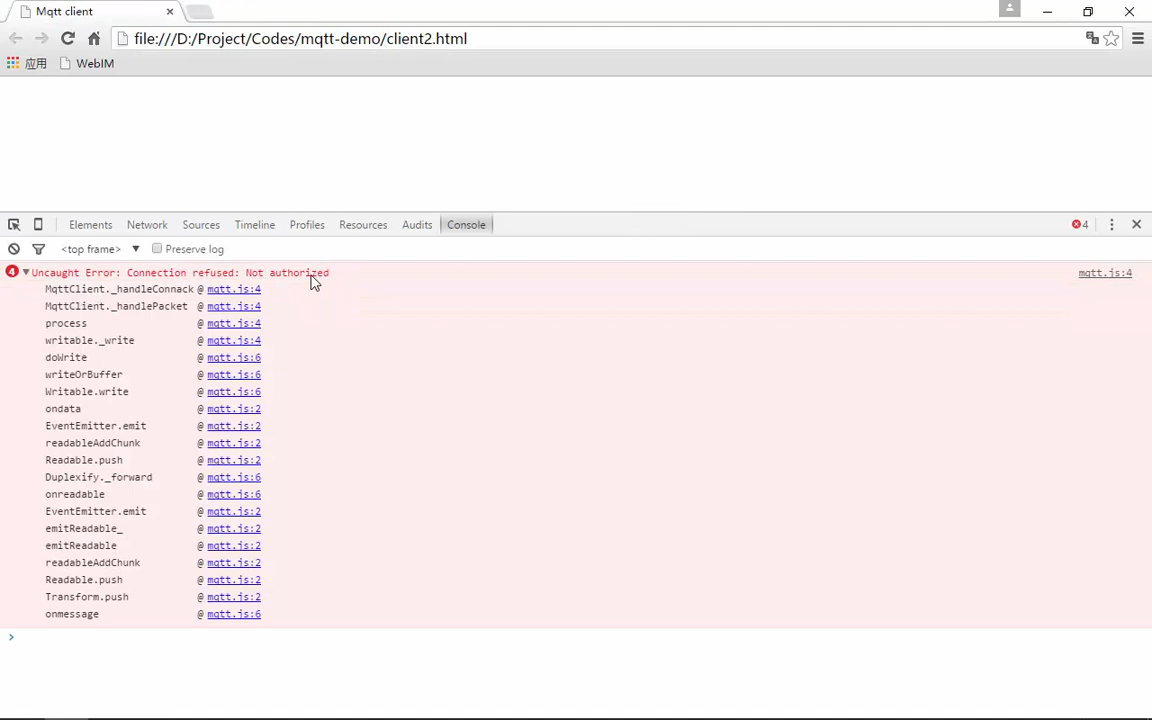 Mqtt client
file:///D:/Project/Codes/mqtt-demo/client2.html
应用 WebIM
Elements Network Sources Timeline Profiles Resources Audits Console 4
<top frame> Preserve log
4 Uncaught Error: Connection refused: Not authorized mqtt.js:4
MqttClient._handleConnack @ mqtt.js:4
MqttClient._handlePacket @ mqtt.js:4
process @ mqtt.js:4
writable._write @ mqtt.js:4
doWrite @ mqtt.js:6
writeOrBuffer @ mqtt.js:6
Writable.write @ mqtt.js:6
ondata @ mqtt.js:2
EventEmitter.emit @ mqtt.js:2
readableAddChunk @ mqtt.js:2
Readable.push @ mqtt.js:2
Duplexify._forward @ mqtt.js:6
onreadable @ mqtt.js:6
EventEmitter.emit @ mqtt.js:2
emitReadable_ @ mqtt.js:2
emitReadable @ mqtt.js:2
readableAddChunk @ mqtt.js:2
Readable.push @ mqtt.js:2
Transform.push @ mqtt.js:2
onmessage @ mqtt.js:6
>